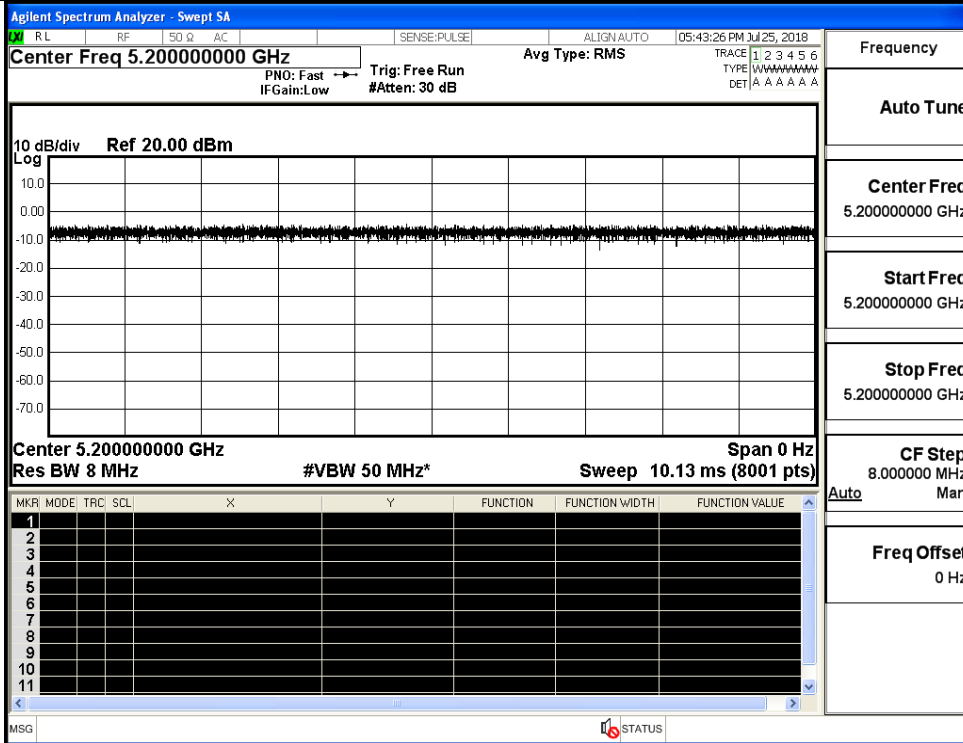 Agilent Spectrum Analyzer - Swept SA
LXI RL RF 50 Ω AC SENSE:PULSE ALIGN AUTO 05:43:26 PM Jul 25, 2018
Center Freq 5.200000000 GHz
PNO: Fast
IFGain:Low
Trig: Free Run
#Atten: 30 dB
Avg Type: RMS
TRACE 1 2 3 4 5 6
TYPE WWWWWW
DET A A A A A A
10 dB/div Ref 20.00 dBm
Log
10.0
0.00
-10.0
-20.0
-30.0
-40.0
-50.0
-60.0
-70.0
Center 5.200000000 GHz Span 0 Hz
Res BW 8 MHz #VBW 50 MHz* Sweep 10.13 ms (8001 pts)
MKR MODE TRC SCL X Y FUNCTION FUNCTION WIDTH FUNCTION VALUE
1
2
3
4
5
6
7
8
9
10
11
MSG STATUS
Frequency
Auto Tune
Center Freq
5.200000000 GHz
Start Freq
5.200000000 GHz
Stop Freq
5.200000000 GHz
CF Step
8.000000 MHz
Auto Man
Freq Offset
0 Hz